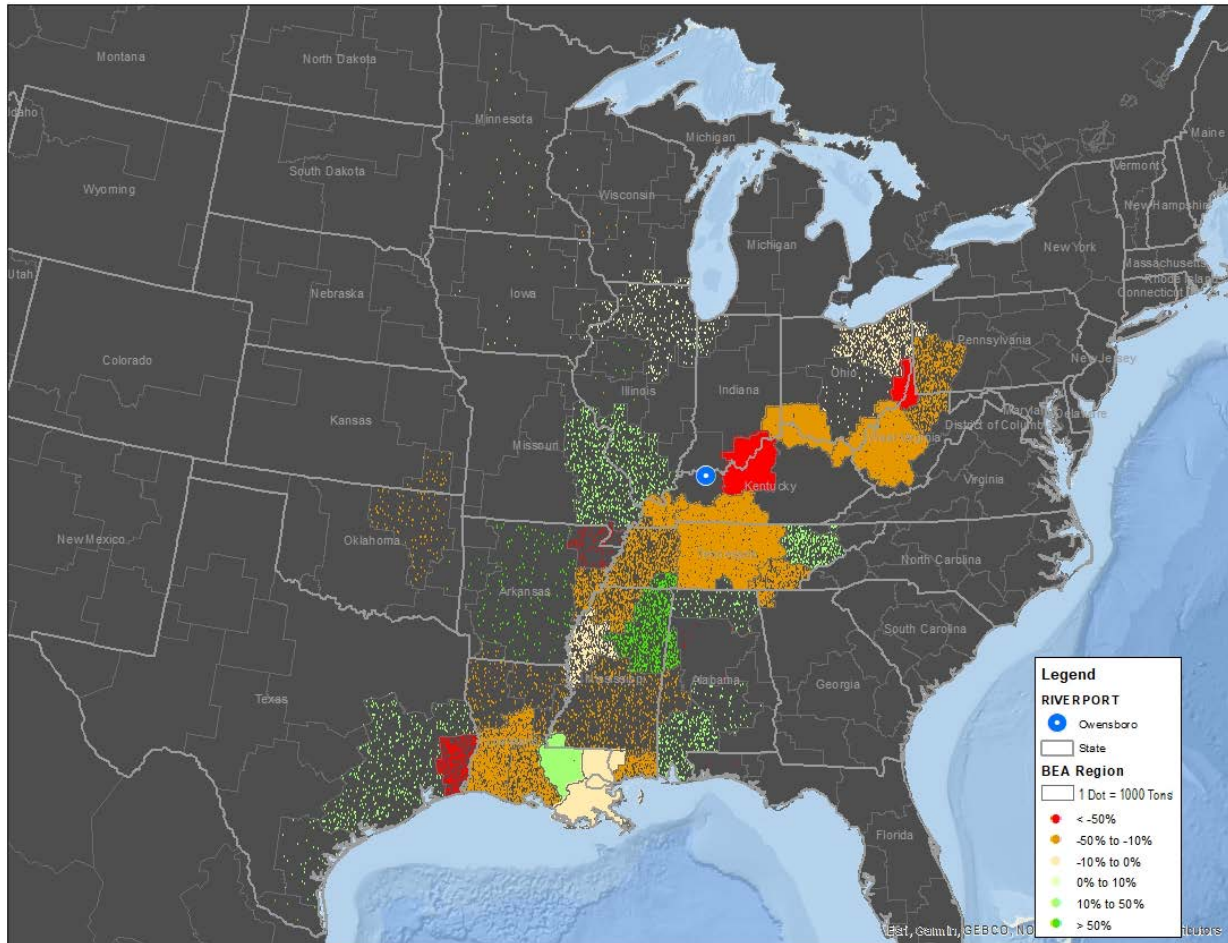 Montana
North Dakota
Minnesota
Idaho
Michigan
Maine
South Dakota
Wisconsin
Vermont
Wyoming
New Hampshire
Michigan
New York
Massachusetts
Rhode Island
Connecticut
Utah
Nebraska
Iowa
Pennsylvania
Ohio
New Jersey
Colorado
Illinois
Indiana
Maryland
Delaware
District of Columbia
Kansas
Missouri
Virginia
Kentucky
Oklahoma
New Mexico
North Carolina
Arkansas
South Carolina
Mississippi
Alabama
Georgia
Texas
Florida
Legend
RIVERPORT
Owensboro
State
BEA Region
1 Dot = 1000 Tons
< -50%
-50% to -10%
-10% to 0%
0% to 10%
10% to 50%
> 50%
Esri, Garmin, GEBCO,